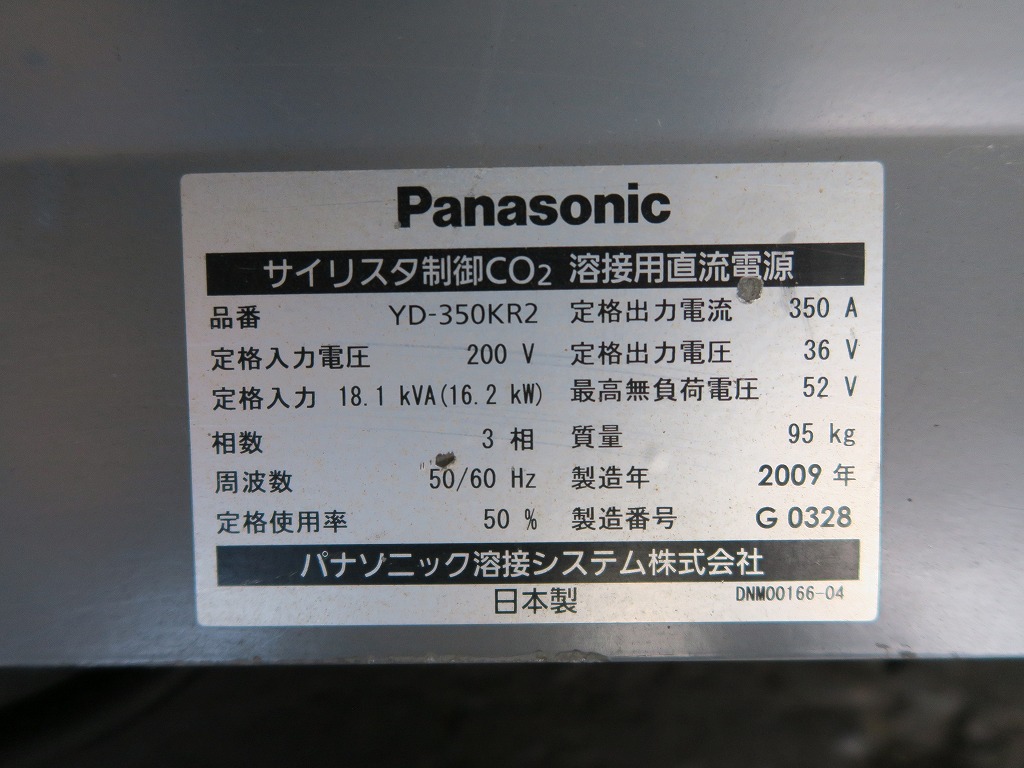 Panasonic
サイリスタ制御CO2 溶接用直流電源
品番 YD-350KR2 定格出力電流 350 A
定格入力電圧 200 V 定格出力電圧 36 V
定格入力 18.1 kVA(16.2 kW) 最高無負荷電圧 52 V
相数 3 相 質量 95 kg
周波数 50/60 Hz 製造年 2009 年
定格使用率 50 % 製造番号 G 0328
パナソニック溶接システム株式会社
日本製 DNM00166-04